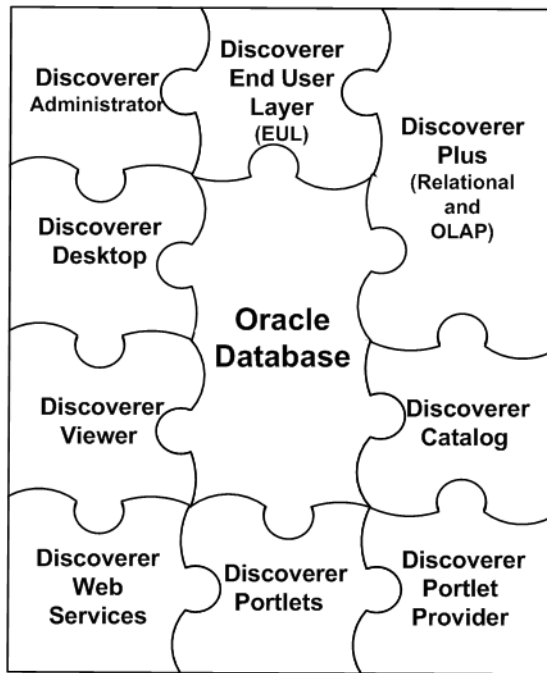 Discoverer
Administrator
Discoverer
End User
Layer
(EUL)
Discoverer
Plus
(Relational
and
OLAP)
Discoverer
Desktop
Oracle
Database
Discoverer
Viewer
Discoverer
Catalog
Discoverer
Web
Services
Discoverer
Portlets
Discoverer
Portlet
Provider